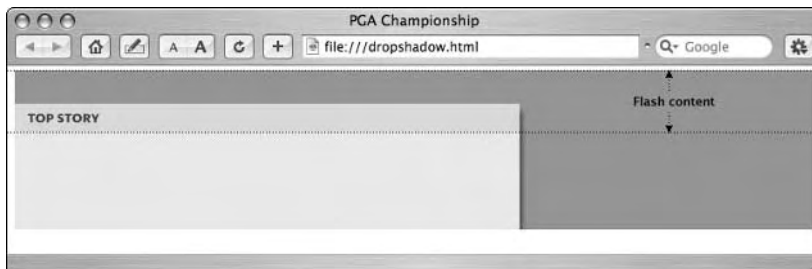 PGA Championship
A A
file:///dropshadow.html
Google
Flash content
TOP STORY